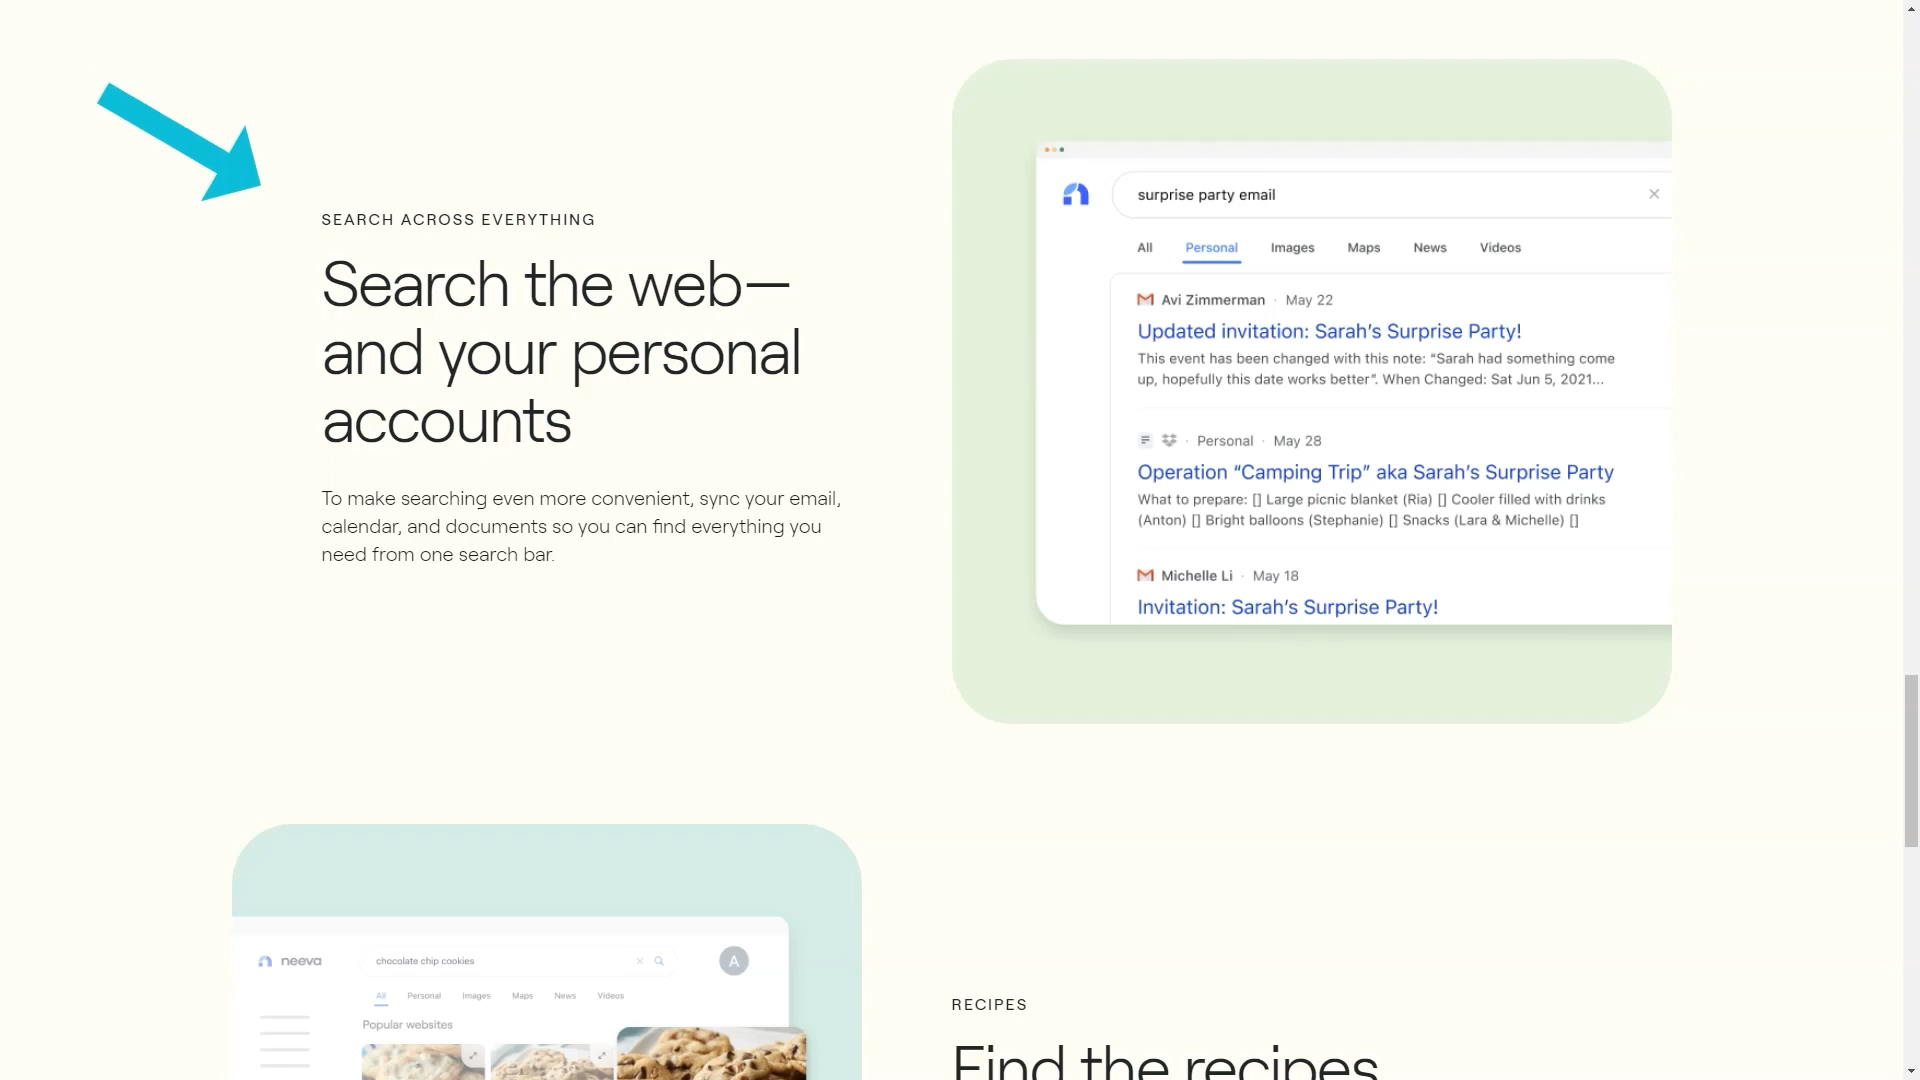 SEARCH ACROSS EVERYTHING
Search the web—
and your personal
accounts
To make searching even more convenient, sync your email,
calendar, and documents so you can find everything you
need from one search bar.
surprise party email
All Personal Images Maps News Videos
Avi Zimmerman · May 22
Updated invitation: Sarah’s Surprise Party!
This event has been changed with this note: “Sarah had something come
up, hopefully this date works better”. When Changed: Sat Jun 5, 2021...
· Personal · May 28
Operation “Camping Trip” aka Sarah’s Surprise Party
What to prepare: [] Large picnic blanket (Ria) [] Cooler filled with drinks
(Anton) [] Bright balloons (Stephanie) [] Snacks (Lara & Michelle) []
Michelle Li · May 18
Invitation: Sarah’s Surprise Party!
neeva
chocolate chip cookies
A
All Personal Images Maps News Videos
Popular websites
RECIPES
Find the recipes